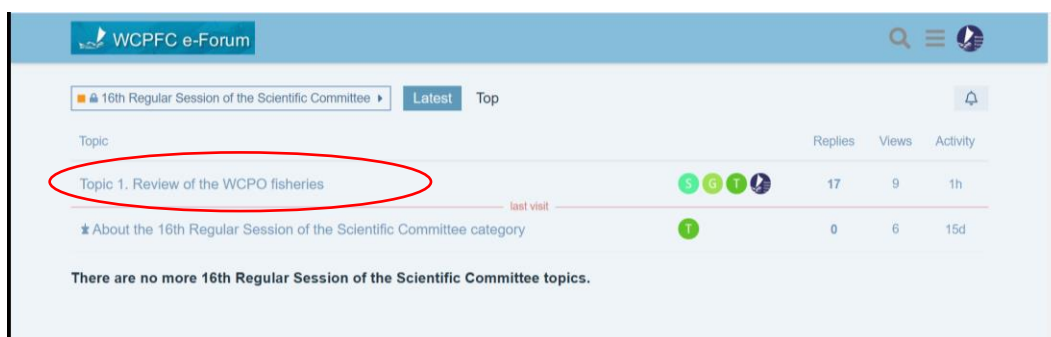 WCPFC e-Forum
16th Regular Session of the Scientific Committee Latest Top
Topic Replies Views Activity
Topic 1. Review of the WCPO fisheries S G T 17 9 1h
last visit
About the 16th Regular Session of the Scientific Committee category T 0 6 15d
There are no more 16th Regular Session of the Scientific Committee topics.